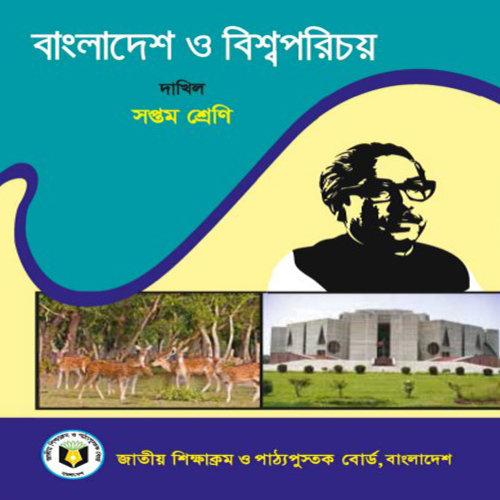 বাংলাদেশ ও বিশ্বপরিচয়
দাখিল
সপ্তম শ্রেণি
জাতীয় শিক্ষাক্রম ও পাঠ্যপুস্তক বোর্ড, বাংলাদেশ